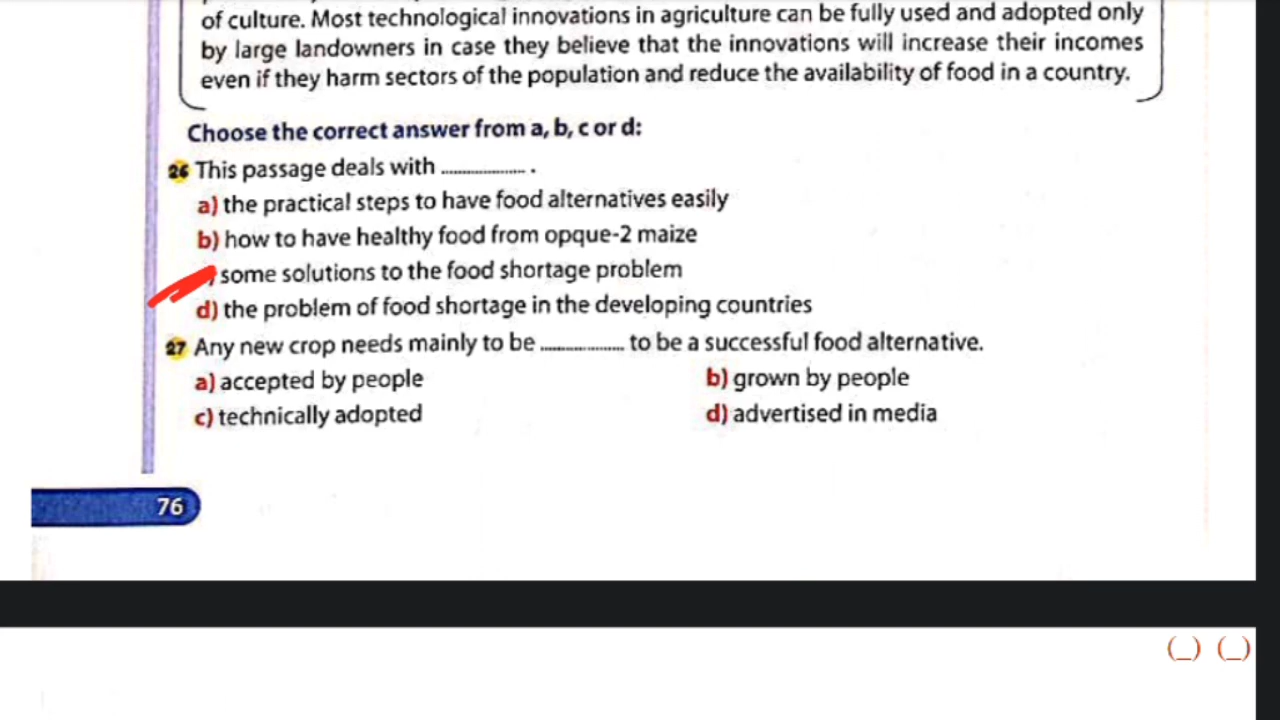 of culture. Most technological innovations in agriculture can be fully used and adopted only
by large landowners in case they believe that the innovations will increase their incomes
even if they harm sectors of the population and reduce the availability of food in a country.
Choose the correct answer from a, b, c or d:
26 This passage deals with .................... .
a) the practical steps to have food alternatives easily
b) how to have healthy food from opque-2 maize
some solutions to the food shortage problem
d) the problem of food shortage in the developing countries
27 Any new crop needs mainly to be .................... to be a successful food alternative.
a) accepted by people b) grown by people
c) technically adopted d) advertised in media
76
(_) (_)